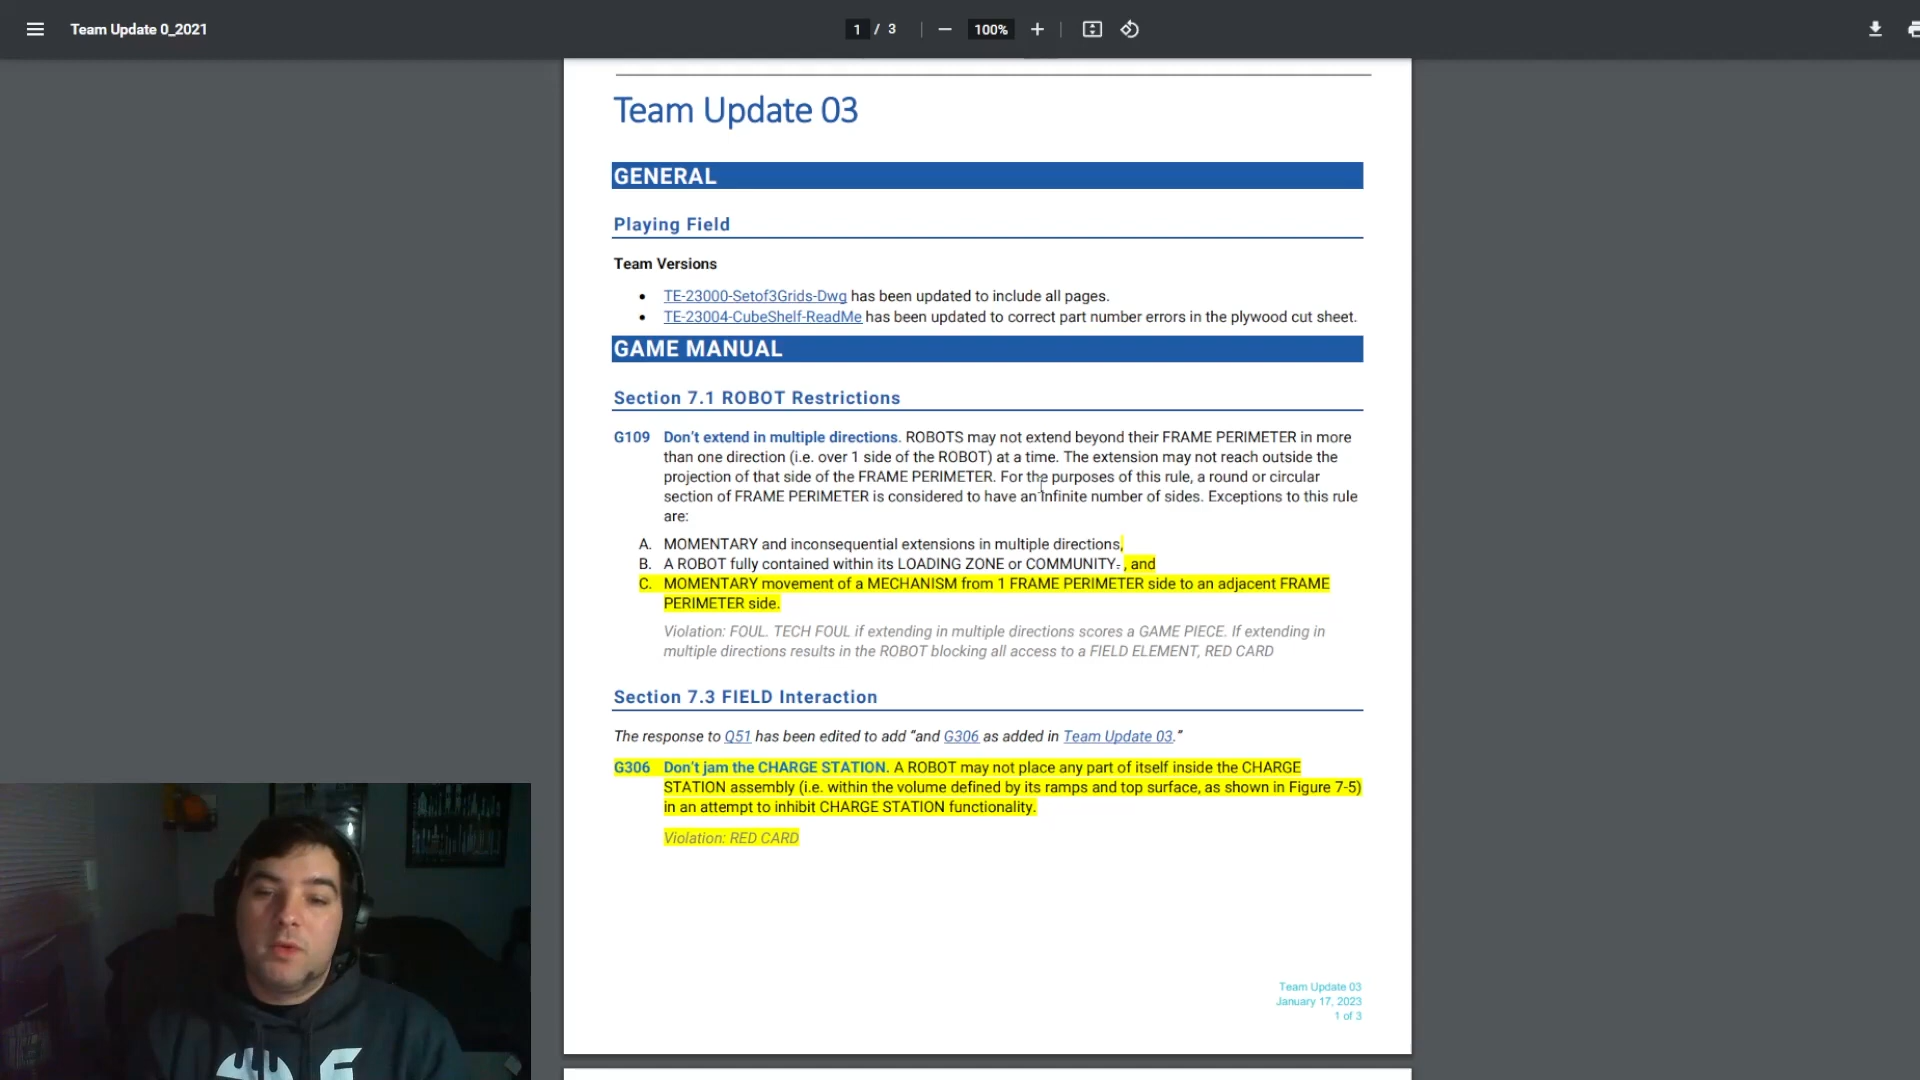 Team Update 0_2021
1 / 3
100%
Team Update 03
GENERAL
Playing Field
Team Versions
• TE-23000-Setof3Grids-Dwg has been updated to include all pages.
• TE-23004-CubeShelf-ReadMe has been updated to correct part number errors in the plywood cut sheet.
GAME MANUAL
Section 7.1 ROBOT Restrictions
G109 Don't extend in multiple directions. ROBOTS may not extend beyond their FRAME PERIMETER in more
than one direction (i.e. over 1 side of the ROBOT) at a time. The extension may not reach outside the
projection of that side of the FRAME PERIMETER. For the purposes of this rule, a round or circular
section of FRAME PERIMETER is considered to have an infinite number of sides. Exceptions to this rule
are:
A. MOMENTARY and inconsequential extensions in multiple directions,
B. A ROBOT fully contained within its LOADING ZONE or COMMUNITY. , and
C. MOMENTARY movement of a MECHANISM from 1 FRAME PERIMETER side to an adjacent FRAME
PERIMETER side.
Violation: FOUL. TECH FOUL if extending in multiple directions scores a GAME PIECE. If extending in
multiple directions results in the ROBOT blocking all access to a FIELD ELEMENT, RED CARD
Section 7.3 FIELD Interaction
The response to Q51 has been edited to add “and G306 as added in Team Update 03.”
G306 Don't jam the CHARGE STATION. A ROBOT may not place any part of itself inside the CHARGE
STATION assembly (i.e. within the volume defined by its ramps and top surface, as shown in Figure 7-5)
in an attempt to inhibit CHARGE STATION functionality.
Violation: RED CARD
Team Update 03
January 17, 2023
1 of 3